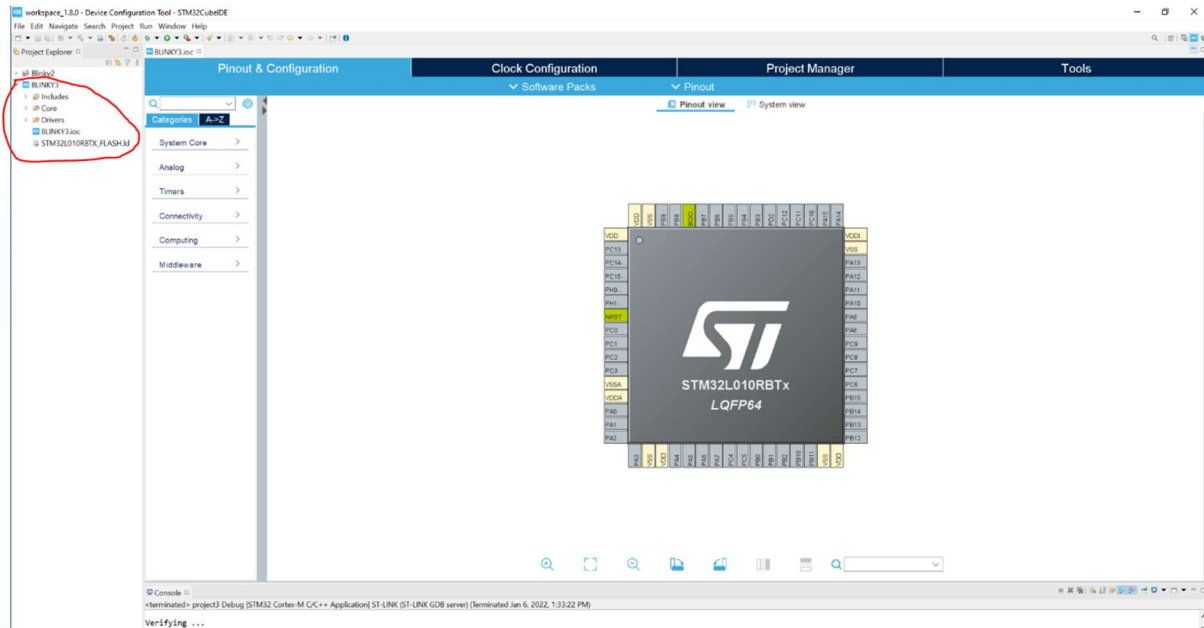 workspace_1.8.0 - Device Configuration Tool - STM32CubeIDE
File Edit Navigate Search Project Run Window Help
Project Explorer
BLINKY3.ioc
Blinky2
BLINKY3
Includes
Core
Drivers
BLINKY3.ioc
STM32L010RBTX_FLASH.ld
Pinout & Configuration
Clock Configuration
Project Manager
Tools
Software Packs
Pinout
Pinout view
System view
Categories
A->Z
System Core
Analog
Timers
Connectivity
Computing
Middleware
VDD
VSS
PB9
PB8
BOO..
PB7
PB6
PB5
PB4
PB3
PD2
PC12
PC11
PC10
PA15
PA14
VDD
PC13
PC14-
PC15-
PH0-
PH1-
NRST
PC0
PC1
PC2
PC3
VSSA
VDDA
PA0
PA1
PA2
ST
STM32L010RBTx
LQFP64
VDDI..
VSS
PA13
PA12
PA11
PA10
PA9
PA8
PC9
PC8
PC7
PC6
PB15
PB14
PB13
PB12
PA3
VSS
VDD
PA4
PA5
PA6
PA7
PC4
PC5
PB0
PB1
PB2
PB10
PB11
VSS
VDD
Console
<terminated> project3 Debug [STM32 Cortex-M C/C++ Application] ST-LINK (ST-LINK GDB server) (Terminated Jan 6, 2022, 1:33:22 PM)
Verifying ...